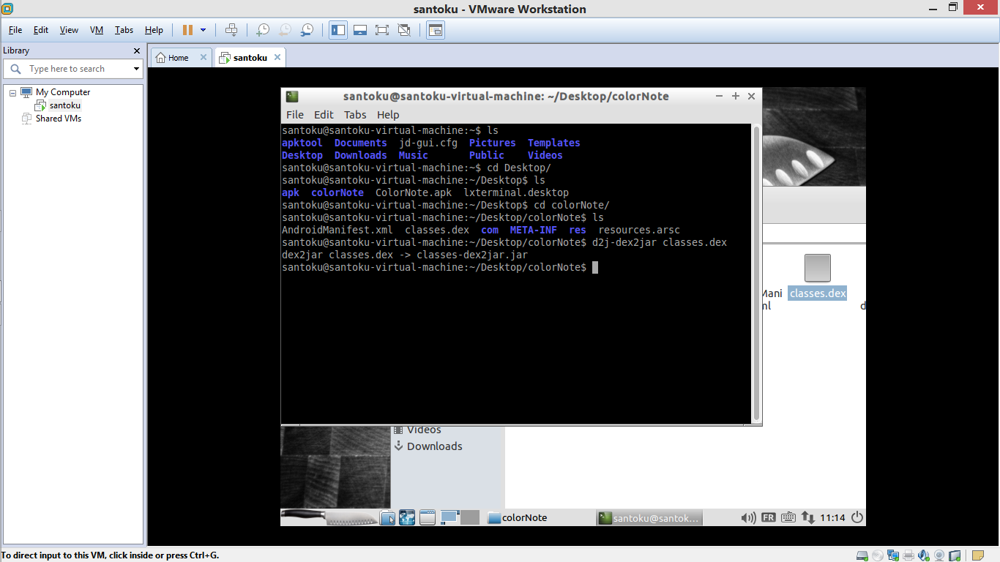 santoku - VMware Workstation
File Edit View VM Tabs Help
Library
Type here to search
My Computer
santoku
Shared VMs
Home santoku
santoku@santoku-virtual-machine: ~/Desktop/colorNote
File Edit Tabs Help
santoku@santoku-virtual-machine:~$ ls
apktool Documents jd-gui.cfg Pictures Templates
Desktop Downloads Music Public Videos
santoku@santoku-virtual-machine:~$ cd Desktop/
santoku@santoku-virtual-machine:~/Desktop$ ls
apk colorNote ColorNote.apk lxterminal.desktop
santoku@santoku-virtual-machine:~/Desktop$ cd colorNote/
santoku@santoku-virtual-machine:~/Desktop/colorNote$ ls
AndroidManifest.xml classes.dex com META-INF res resources.arsc
santoku@santoku-virtual-machine:~/Desktop/colorNote$ d2j-dex2jar classes.dex
dex2jar classes.dex -> classes-dex2jar.jar
santoku@santoku-virtual-machine:~/Desktop/colorNote$
Mani classes.dex
ml d
Videos
Downloads
colorNote santoku@santok... FR 11:14
To direct input to this VM, click inside or press Ctrl+G.